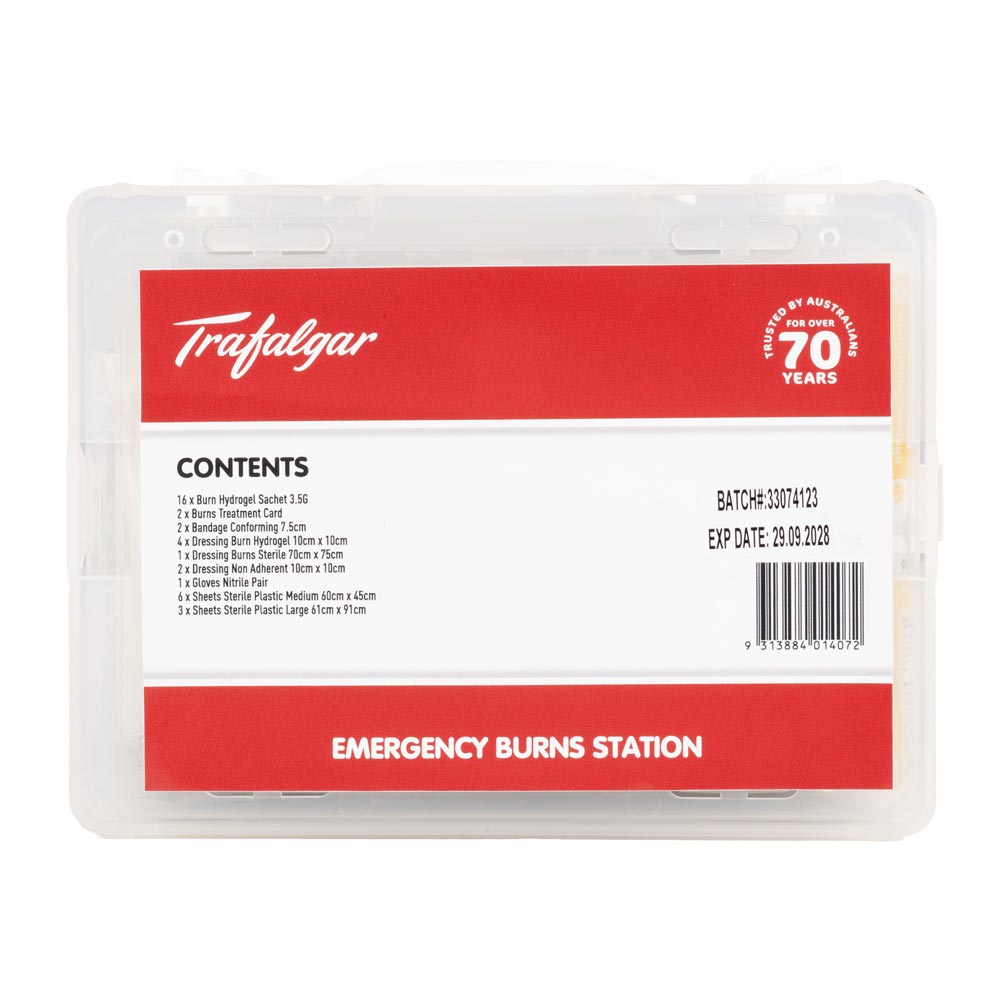 Trafalgar
TRUSTED BY AUSTRALIANS
FOR OVER
70
YEARS
CONTENTS
16 x Burn Hydrogel Sachet 3.5G
2 x Burns Treatment Card
2 x Bandage Conforming 7.5cm
4 x Dressing Burn Hydrogel 10cm x 10cm
1 x Dressing Burns Sterile 70cm x 75cm
2 x Dressing Non Adherent 10cm x 10cm
1 x Gloves Nitrile Pair
6 x Sheets Sterile Plastic Medium 60cm x 45cm
3 x Sheets Sterile Plastic Large 61cm x 91cm
BATCH#:33074123
EXP DATE: 29.09.2028
9 313884 014072
EMERGENCY BURNS STATION